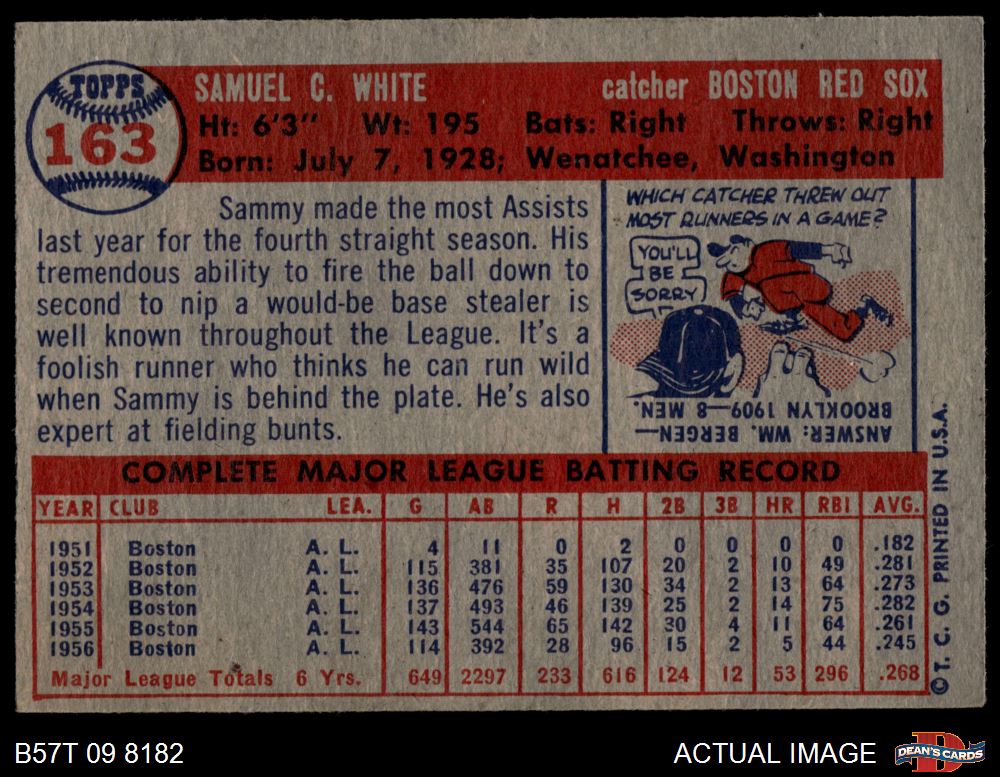 TOPPS
163
SAMUEL C. WHITE catcher BOSTON RED SOX
Ht: 6'3" Wt: 195 Bats: Right Throws: Right
Born: July 7, 1928; Wenatchee, Washington
Sammy made the most Assists
last year for the fourth straight season. His
tremendous ability to fire the ball down to
second to nip a would-be base stealer is
well known throughout the League. It's a
foolish runner who thinks he can run wild
when Sammy is behind the plate. He's also
expert at fielding bunts.
WHICH CATCHER THREW OUT
MOST RUNNERS IN A GAME?
YOU'LL
BE
SORRY
ANSWER: WM. BERGEN—
BROOKLYN 1909—8 MEN.
COMPLETE MAJOR LEAGUE BATTING RECORD
YEAR CLUB LEA. G AB R H 2B 3B HR RBI AVG.
1951 Boston A. L. 4 11 0 2 0 0 0 0 .182
1952 Boston A. L. 115 381 35 107 20 2 10 49 .281
1953 Boston A. L. 136 476 59 130 34 2 13 64 .273
1954 Boston A. L. 137 493 46 139 25 2 14 75 .282
1955 Boston A. L. 143 544 65 142 30 4 11 64 .261
1956 Boston A. L. 114 392 28 96 15 2 5 44 .245
Major League Totals 6 Yrs. 649 2297 233 616 124 12 53 296 .268
© T. C. G. PRINTED IN U.S.A.
B57T 09 8182 ACTUAL IMAGE
DEAN'S CARDS